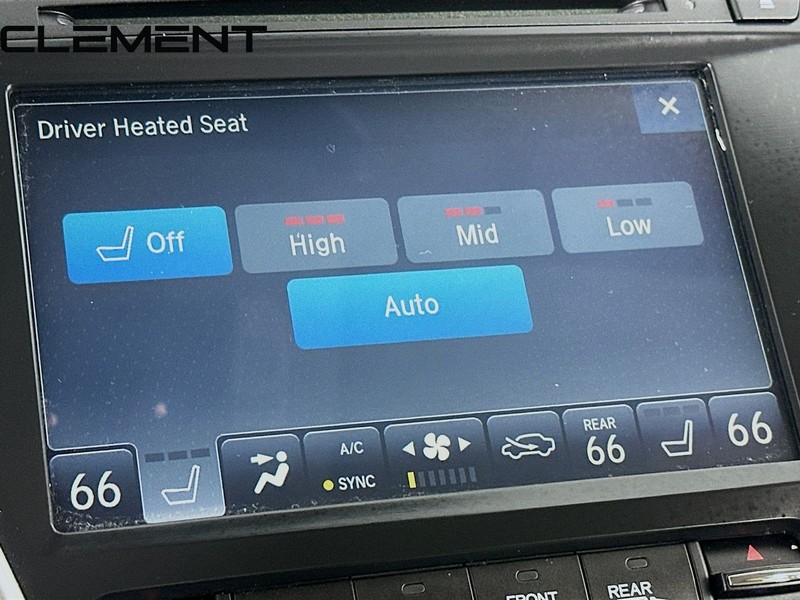 CLEMENT
Driver Heated Seat
×
Off
High
Mid
Low
Auto
66
A/C
SYNC
REAR
66
66
FRONT
REAR